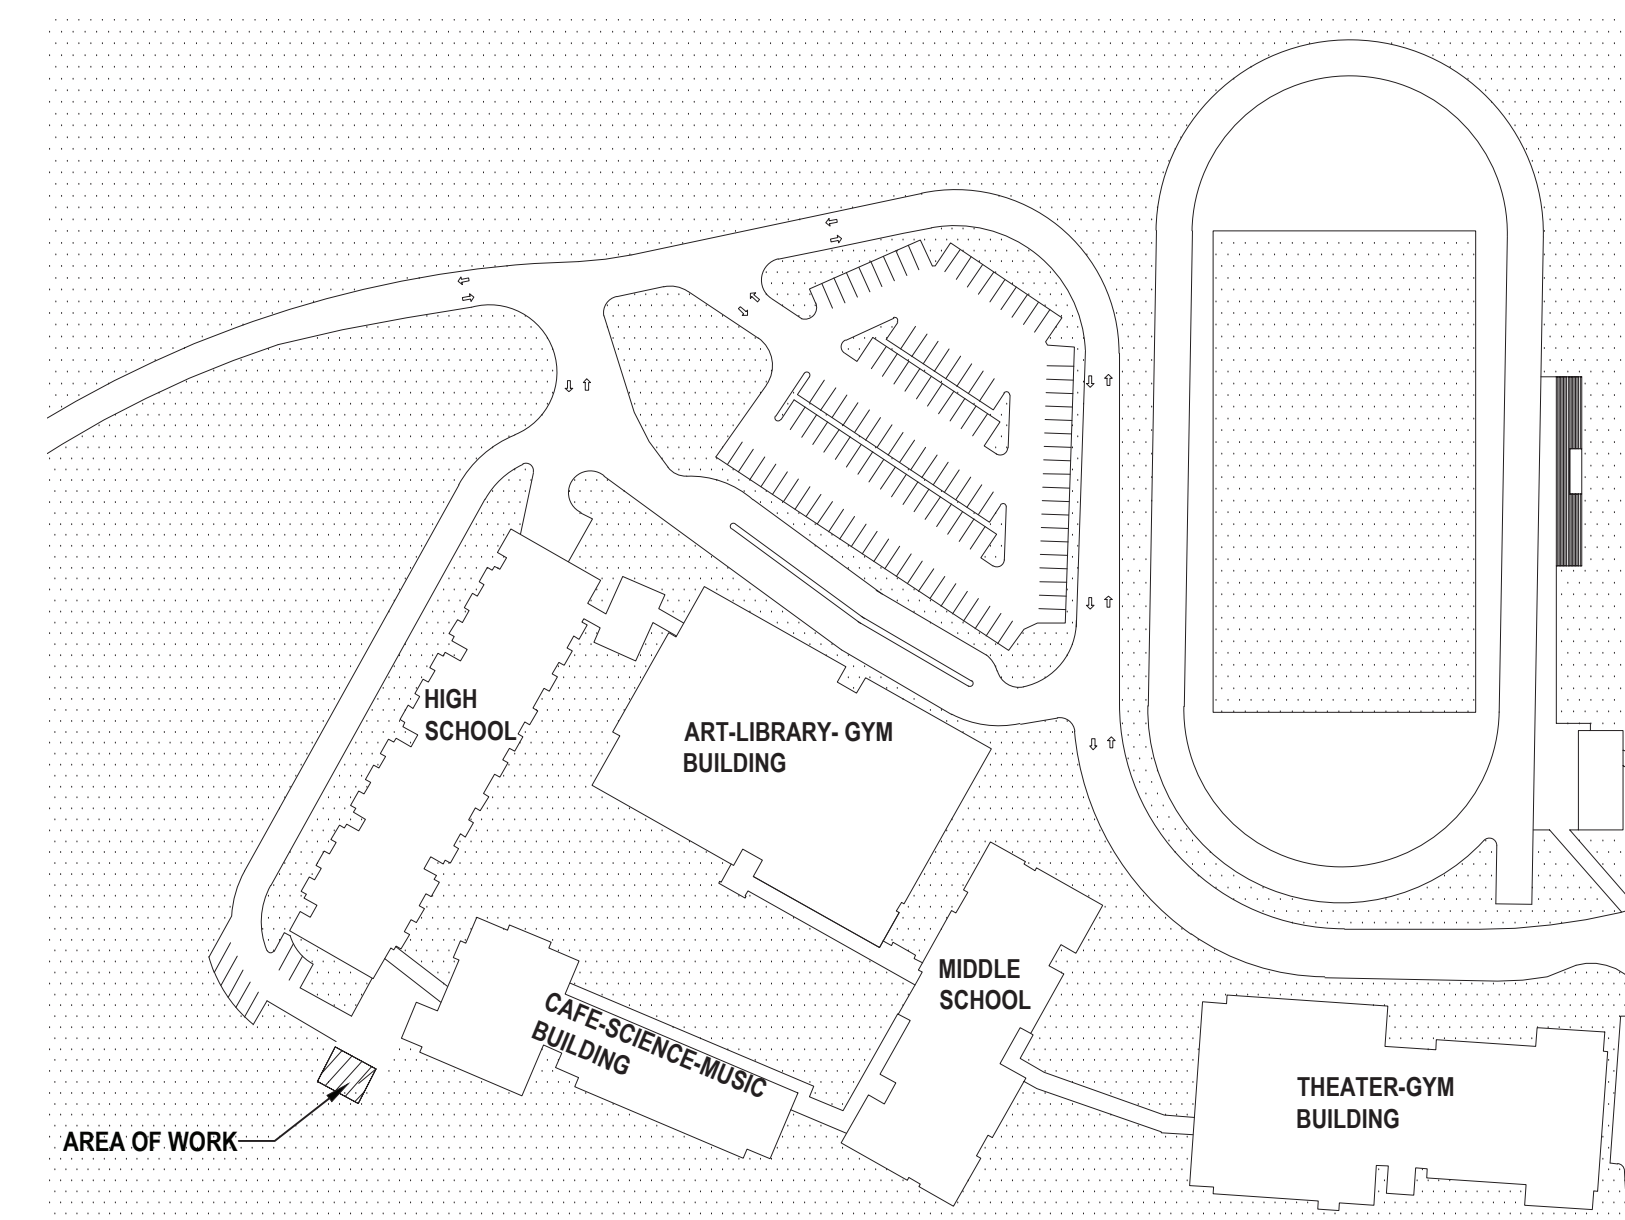 HIGH
SCHOOL
ART-LIBRARY- GYM
BUILDING
MIDDLE
SCHOOL
CAFE-SCIENCE-MUSIC
BUILDING
THEATER-GYM
BUILDING
AREA OF WORK